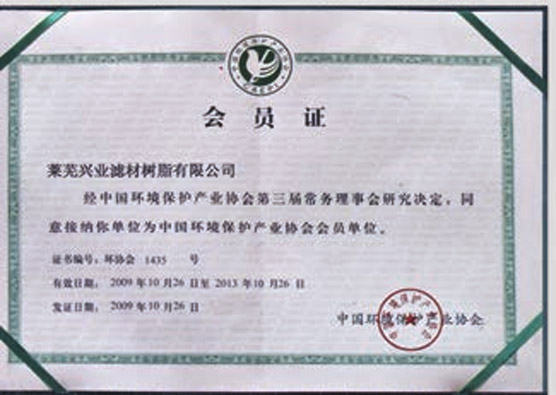 会员证
莱芜兴业滤材树脂有限公司
经中国环境保护产业协会第三届常务理事会研究决定，同
意接纳你单位为中国环境保护产业协会会员单位。
证书编号：环协会 1435 号
有效日期：2009 年 10 月 26 日至 2013 年 10 月 26 日
发证日期：2009 年 10 月 26 日
中国环境保护产业协会